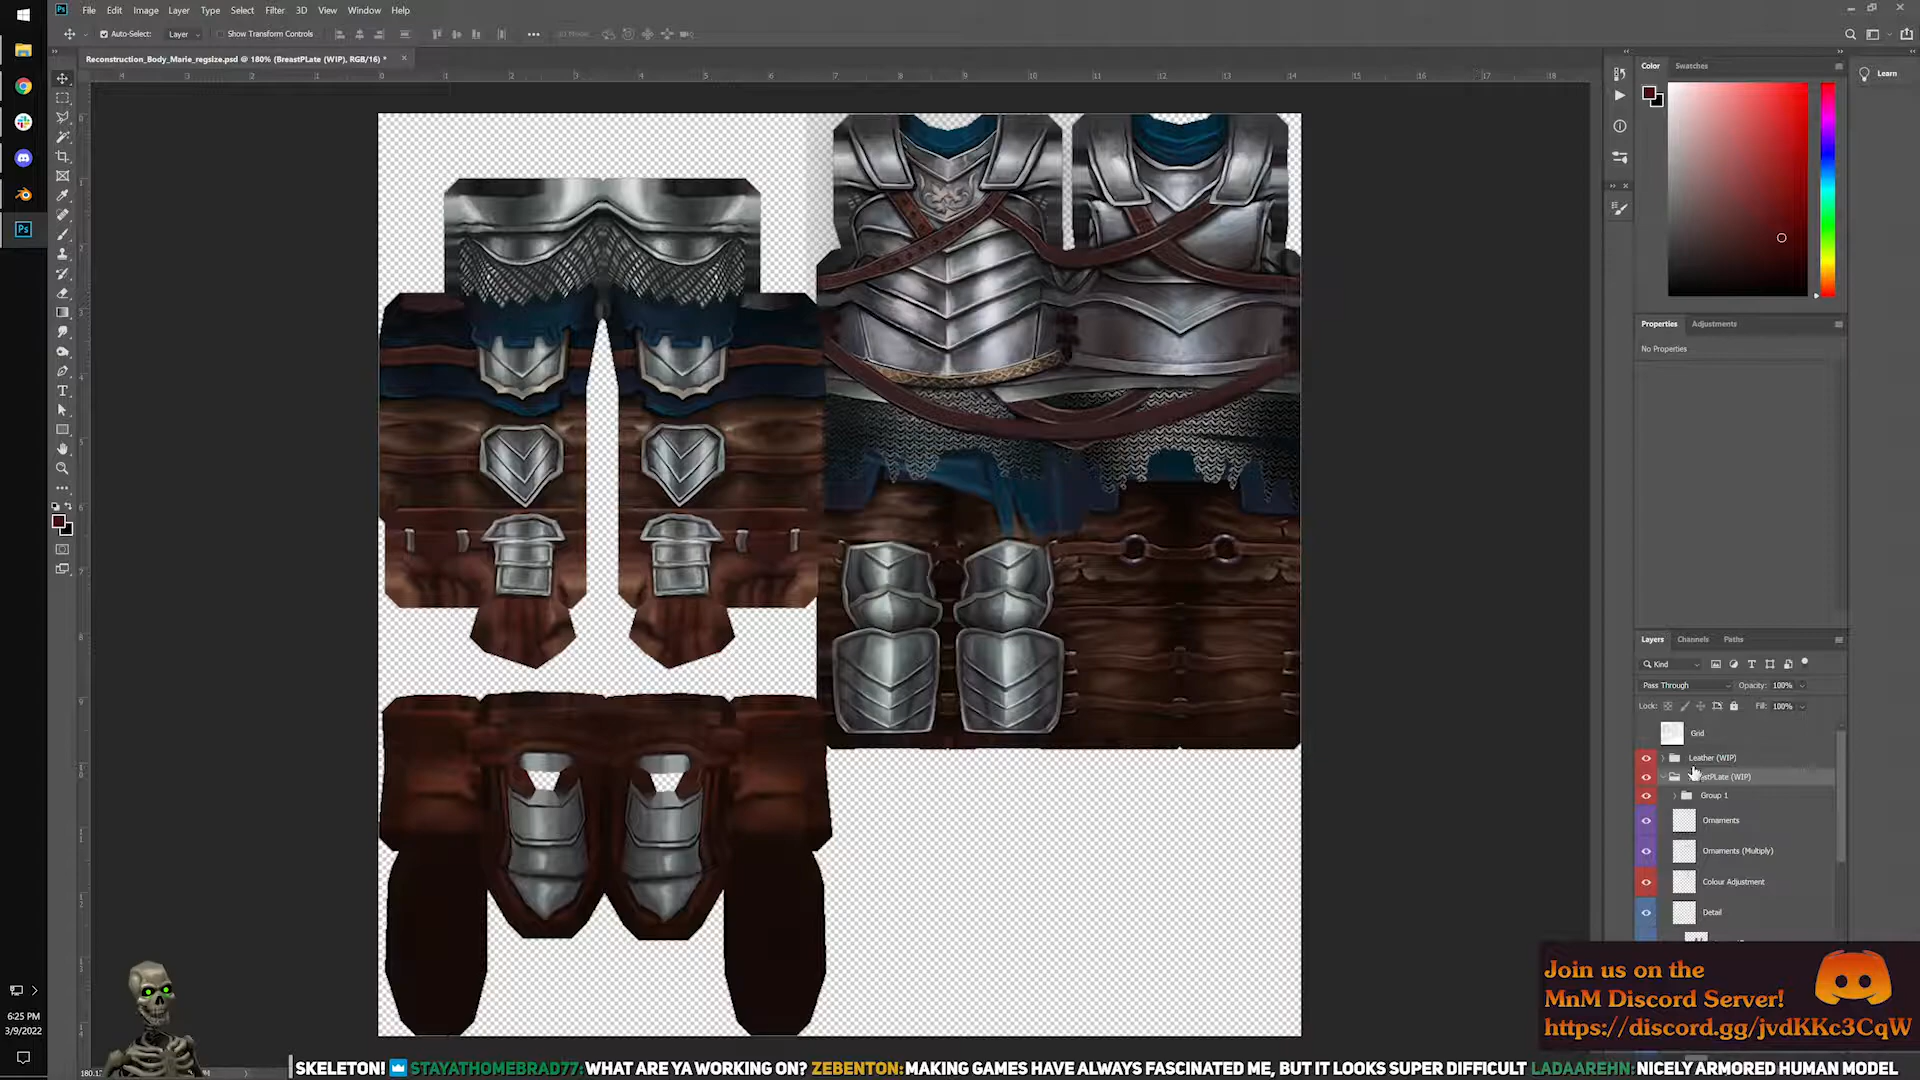 File Edit Image Layer Type Select Filter 3D View Window Help
Auto-Select: Layer Show Transform Controls
Reconstruction_Body_Marie_regsize.psd @ 180% (BreastPLate (WIP), RGB/16) *
Color Swatches
Learn
Properties Adjustments
No Properties
Layers Channels Paths
Kind
Pass Through Opacity: 100%
Lock: Fill: 100%
Grid
Leather (WIP)
stPLate (WIP)
Group 1
Ornaments
Ornaments (Multiply)
Colour Adjustment
Detail
Join us on the
MnM Discord Server!
https://discord.gg/jvdKKc3CqW
6:25 PM
3/9/2022
SKELETON! STAYATHOMEBRAD77: WHAT ARE YA WORKING ON? ZEBENTON: MAKING GAMES HAVE ALWAYS FASCINATED ME, BUT IT LOOKS SUPER DIFFICULT LADAAREHN: NICELY ARMORED HUMAN MODEL